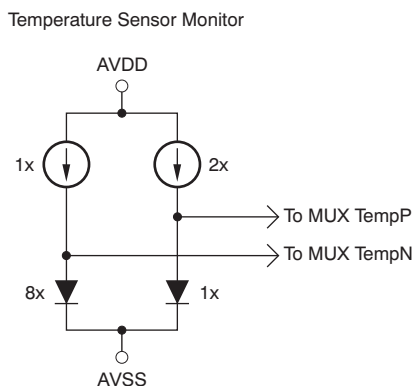 Temperature Sensor Monitor
AVDD
1x
2x
To MUX TempP
To MUX TempN
8x
1x
AVSS